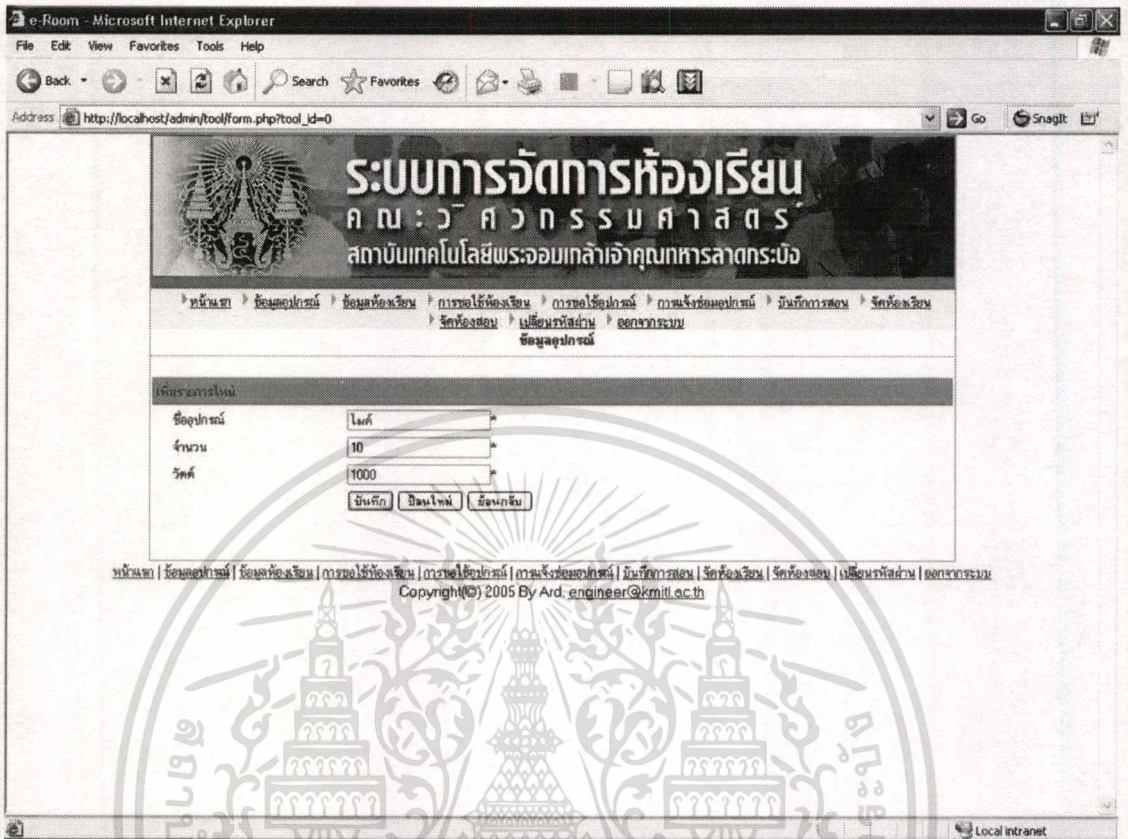 e-Room - Microsoft Internet Explorer
File Edit View Favorites Tools Help
Back Search Favorites
Address http://localhost/admin/tool/form.php?tool_id=0 Go SnagIt
ระบบการจัดการห้องเรียน
คณะวิศวกรรมศาสตร์
สถาบันเทคโนโลยีพระจอมเกล้าเจ้าคุณทหารลาดกระบัง
หน้าแรก ข้อมูลอุปกรณ์ ข้อมูลห้องเรียน การขอใช้ห้องเรียน การขอใช้อุปกรณ์ การแจ้งซ่อมอุปกรณ์ บันทึกการสอน จัดห้องเรียน
จัดห้องสอบ เปลี่ยนรหัสผ่าน ออกจากระบบ
ข้อมูลอุปกรณ์
เพิ่มรายการใหม่
ชื่ออุปกรณ์ ไมค์ *
จำนวน 10 *
วัตต์ 1000 *
บันทึก ป้อนใหม่ ย้อนกลับ
หน้าแรก | ข้อมูลอุปกรณ์ | ข้อมูลห้องเรียน | การขอใช้ห้องเรียน | การขอใช้อุปกรณ์ | การแจ้งซ่อมอุปกรณ์ | บันทึกการสอน | จัดห้องเรียน | จัดห้องสอบ | เปลี่ยนรหัสผ่าน | ออกจากระบบ
Copyright(©) 2005 By Ard. engineer@kmitl.ac.th
Local intranet